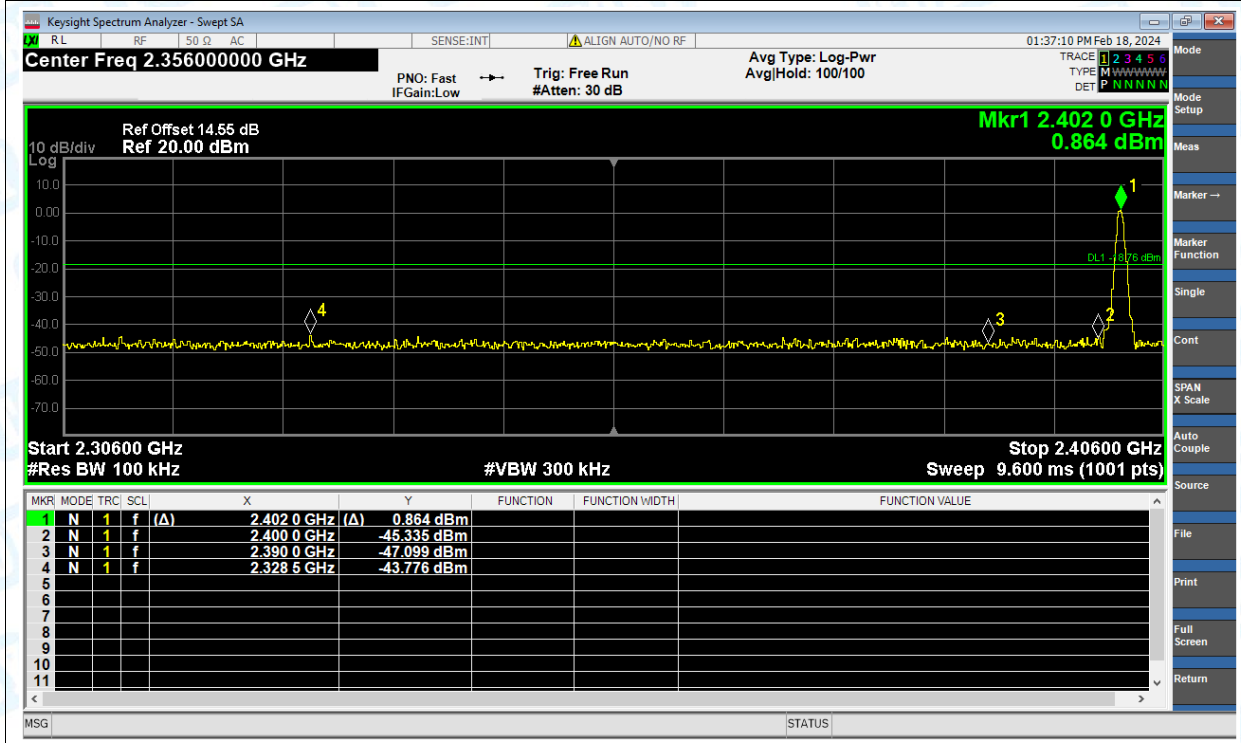 Keysight Spectrum Analyzer - Swept SA
LXI RL RF 50 Ω AC SENSE:INT ALIGN AUTO/NO RF 01:37:10 PM Feb 18, 2024
Center Freq 2.356000000 GHz
PNO: Fast
IFGain:Low
Trig: Free Run
#Atten: 30 dB
Avg Type: Log-Pwr
Avg|Hold: 100/100
TRACE 1 2 3 4 5 6
TYPE M W W W W W
DET P N N N N N
Ref Offset 14.55 dB
10 dB/div Ref 20.00 dBm
Log
Mkr1 2.402 0 GHz
0.864 dBm
10.0
0.00
-10.0
-20.0
-30.0
-40.0
-50.0
-60.0
-70.0
1
DL1 -18.76 dBm
4
3
2
Start 2.30600 GHz Stop 2.40600 GHz
#Res BW 100 kHz #VBW 300 kHz Sweep 9.600 ms (1001 pts)
MKR MODE TRC SCL X Y FUNCTION FUNCTION WIDTH FUNCTION VALUE
1 N 1 f (Δ) 2.402 0 GHz (Δ) 0.864 dBm
2 N 1 f 2.400 0 GHz -45.335 dBm
3 N 1 f 2.390 0 GHz -47.099 dBm
4 N 1 f 2.328 5 GHz -43.776 dBm
5
6
7
8
9
10
11
MSG STATUS
Mode
Mode
Setup
Meas
Marker →
Marker
Function
Single
Cont
SPAN
X Scale
Auto
Couple
Source
File
Print
Full
Screen
Return